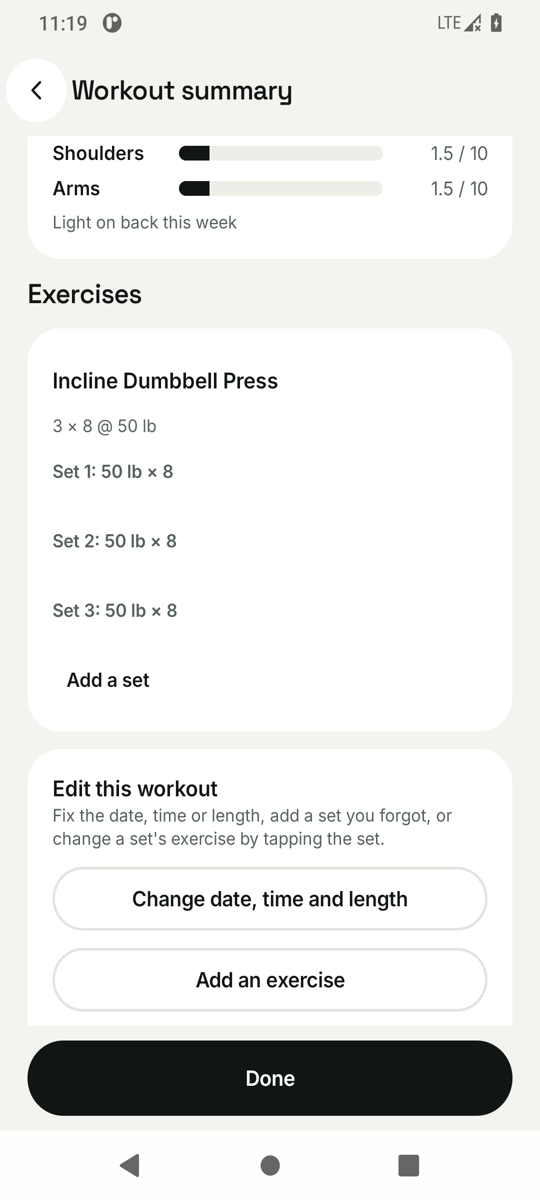 11:19
LTE
Workout summary
Shoulders 1.5 / 10
Arms 1.5 / 10
Light on back this week
Exercises
Incline Dumbbell Press
3 × 8 @ 50 lb
Set 1: 50 lb × 8
Set 2: 50 lb × 8
Set 3: 50 lb × 8
Add a set
Edit this workout
Fix the date, time or length, add a set you forgot, or
change a set's exercise by tapping the set.
Change date, time and length
Add an exercise
Done